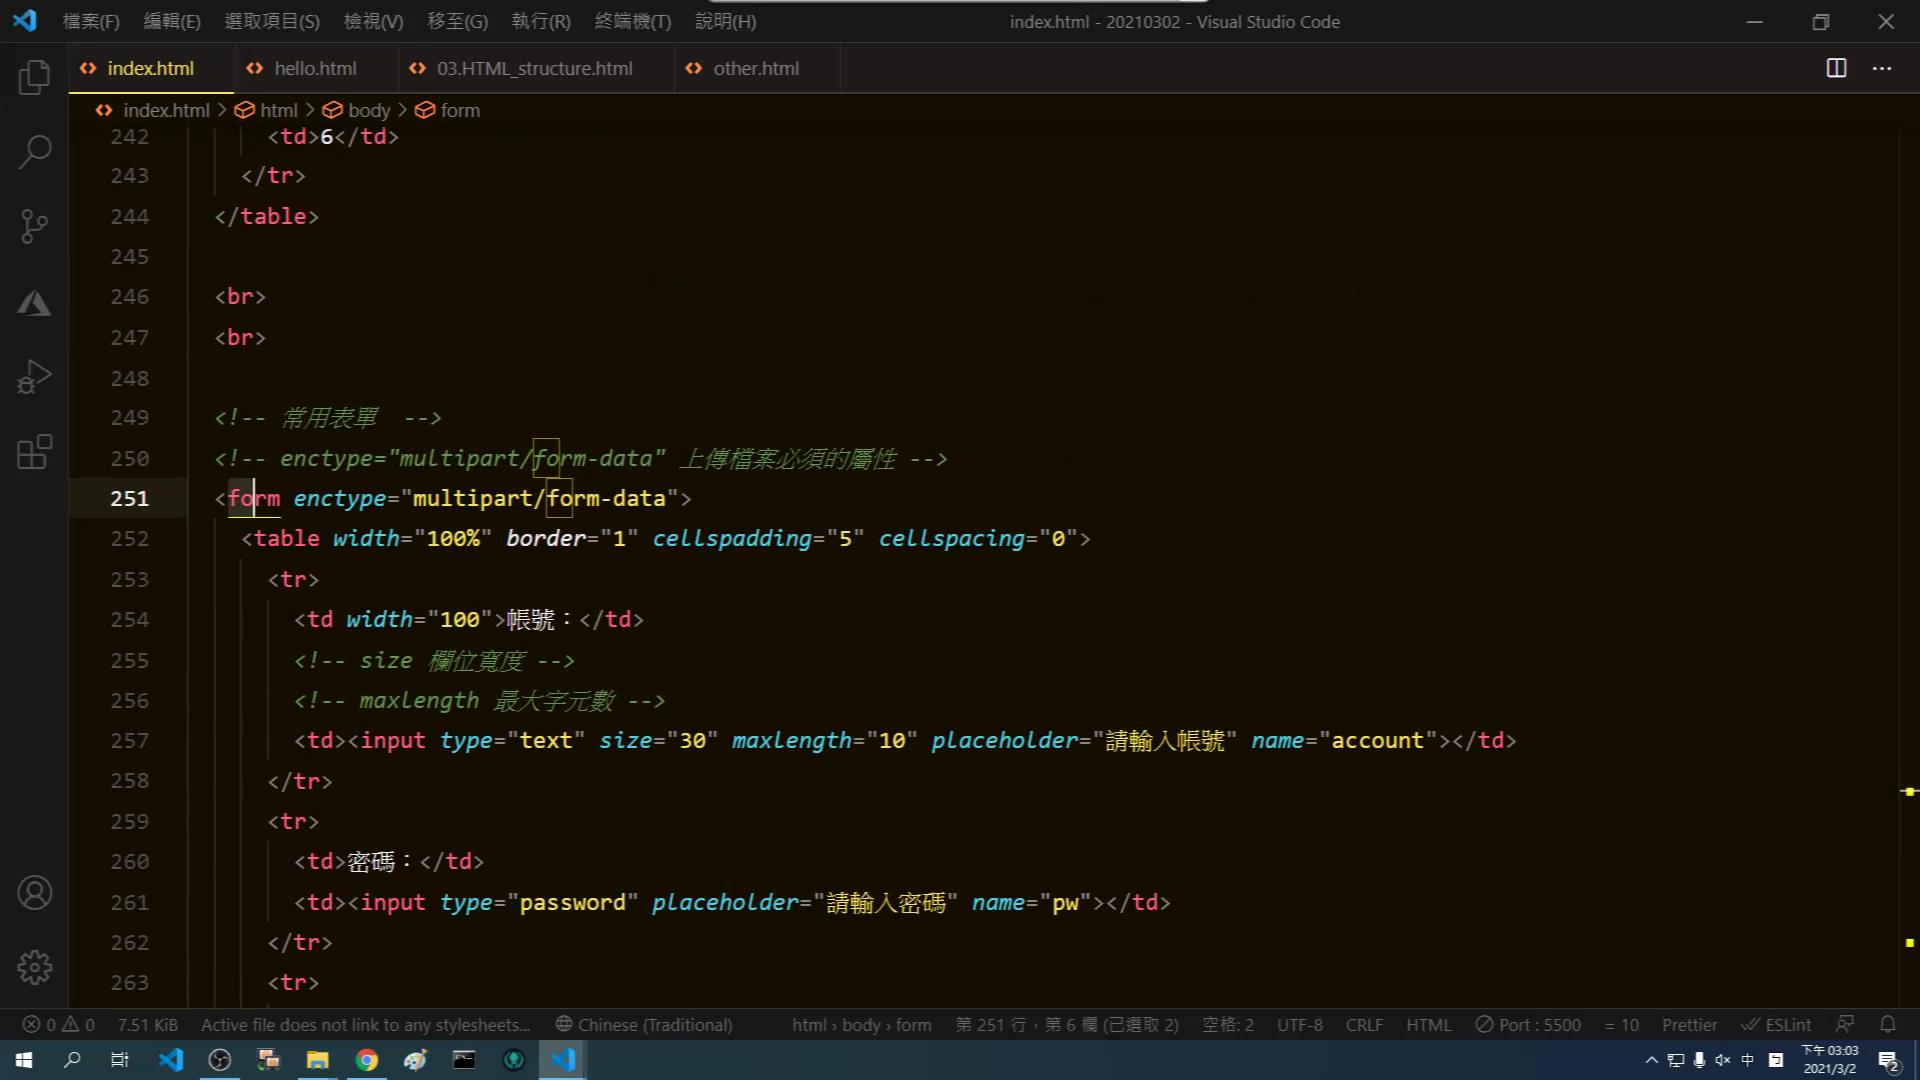 檔案(F) 編輯(E) 選取項目(S) 檢視(V) 移至(G) 執行(R) 終端機(T) 說明(H) index.html - 20210302 - Visual Studio Code
index.html hello.html 03.HTML_structure.html other.html
index.html > html > body > form
242 <td>6</td>
243 </tr>
244 </table>
245
246 <br>
247 <br>
248
249 <!-- 常用表單  -->
250 <!-- enctype="multipart/form-data" 上傳檔案必須的屬性 -->
251 <form enctype="multipart/form-data">
252 <table width="100%" border="1" cellspadding="5" cellspacing="0">
253 <tr>
254 <td width="100">帳號：</td>
255 <!-- size 欄位寬度 -->
256 <!-- maxlength 最大字元數 -->
257 <td><input type="text" size="30" maxlength="10" placeholder="請輸入帳號" name="account"></td>
258 </tr>
259 <tr>
260 <td>密碼：</td>
261 <td><input type="password" placeholder="請輸入密碼" name="pw"></td>
262 </tr>
263 <tr>
0 0 7.51 KiB Active file does not link to any stylesheets... Chinese (Traditional) html › body › form 第 251 行，第 6 欄 (已選取 2) 空格: 2 UTF-8 CRLF HTML Port : 5500 = 10 Prettier ESLint
中 下午 03:03
2021/3/2 2